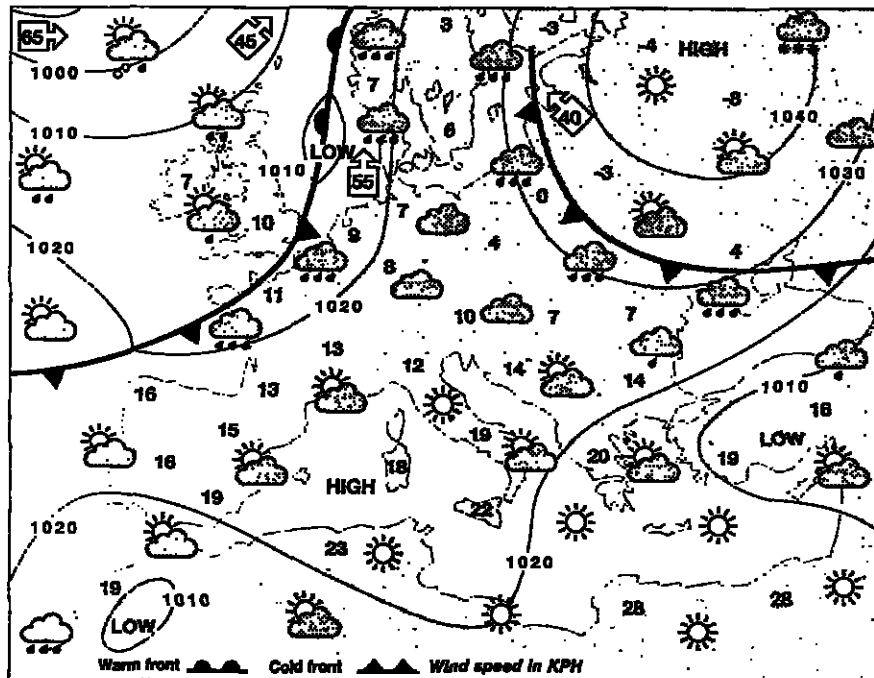 65 45 3 -3 -4 HIGH
1000 7
40 -8 1040
1010 6
LOW
1010 55 -3 1030
7 10 7 0
9 4 4
1020 8
11 1020
10 7 7
13 12 14 14 1010
16 13 16
15 19 LOW
16 18 20 19
19 HIGH 22
1020 23 1020
19 1010 28 28
LOW
Warm front Cold front Wind speed in KPH